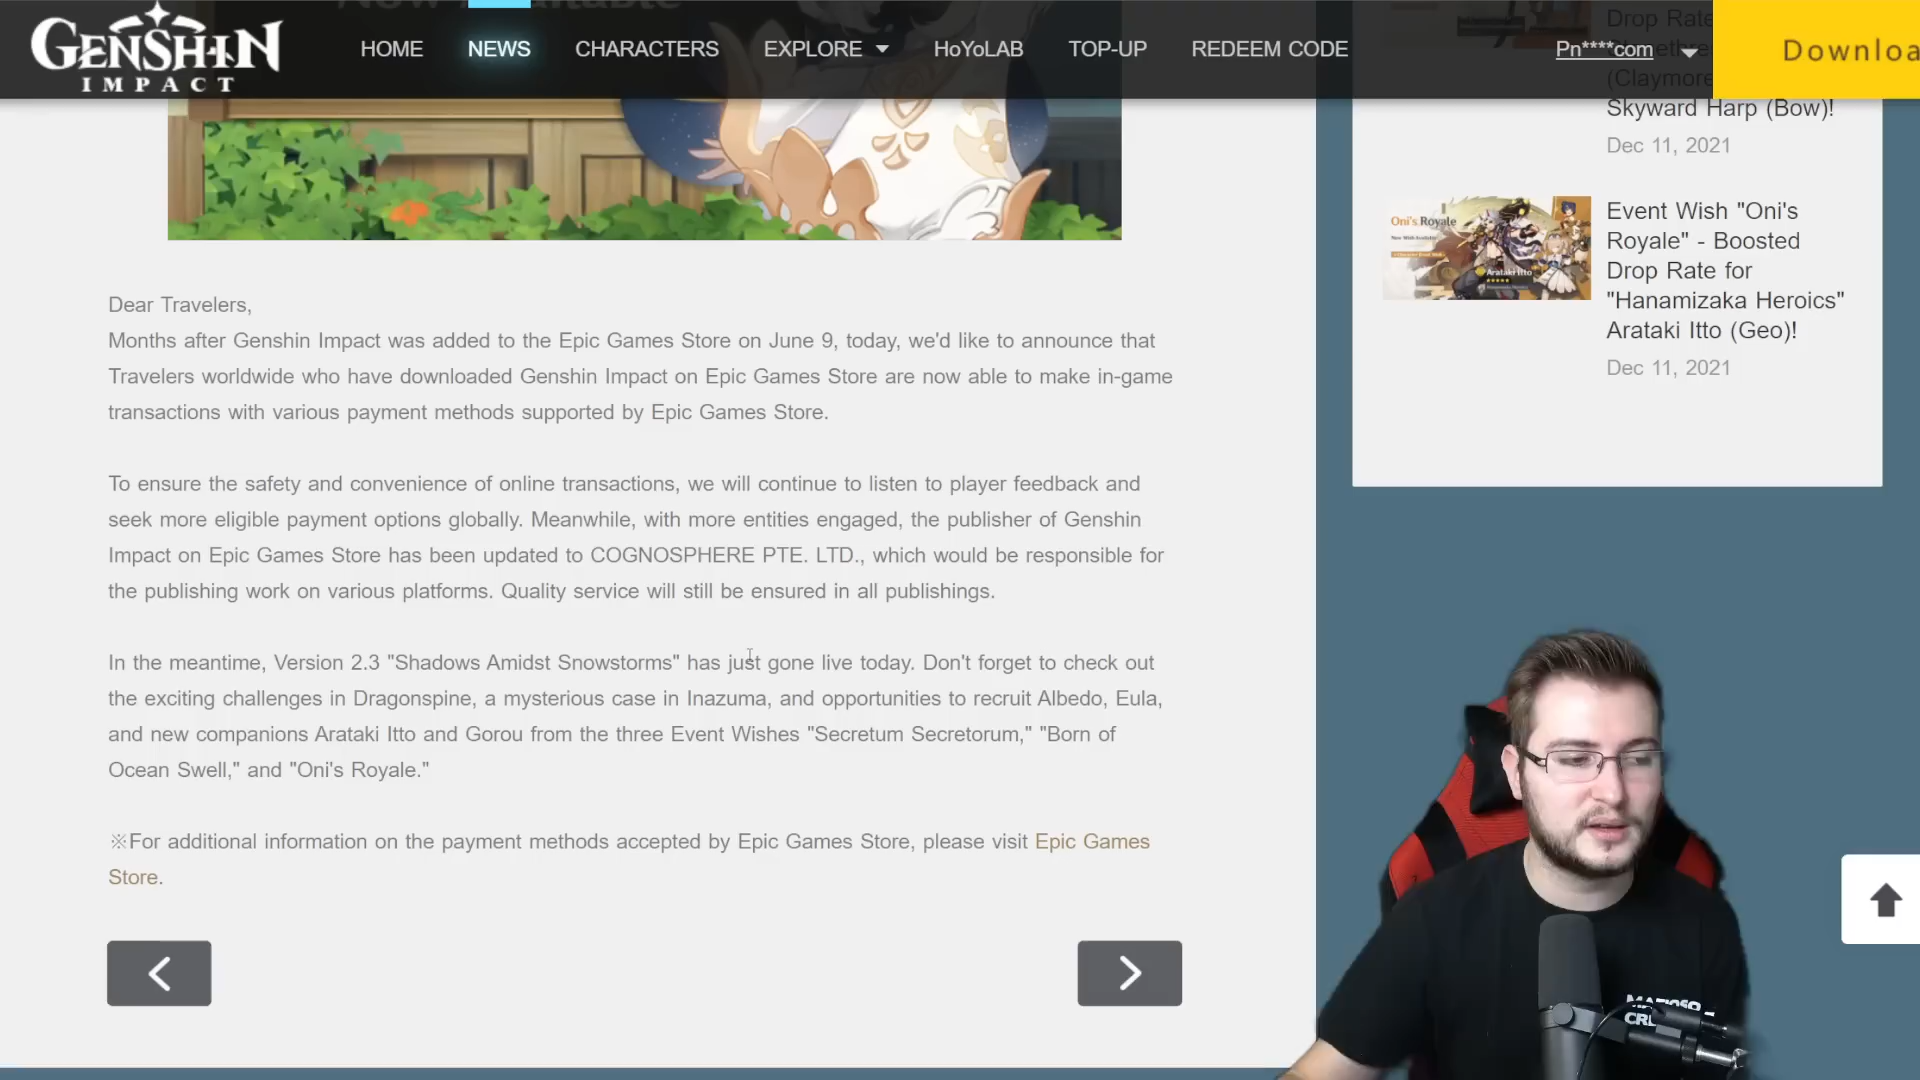 GENSHIN
IMPACT
HOME
NEWS
CHARACTERS
EXPLORE
HoYoLAB
TOP-UP
REDEEM CODE
Pn****com
Downloa
Drop Rate
(Claymore
Skyward Harp (Bow)!
Dec 11, 2021
Oni's Royale
Arataki Itto
Event Wish "Oni's
Royale" - Boosted
Drop Rate for
"Hanamizaka Heroics"
Arataki Itto (Geo)!
Dec 11, 2021
Dear Travelers,
Months after Genshin Impact was added to the Epic Games Store on June 9, today, we'd like to announce that
Travelers worldwide who have downloaded Genshin Impact on Epic Games Store are now able to make in-game
transactions with various payment methods supported by Epic Games Store.
To ensure the safety and convenience of online transactions, we will continue to listen to player feedback and
seek more eligible payment options globally. Meanwhile, with more entities engaged, the publisher of Genshin
Impact on Epic Games Store has been updated to COGNOSPHERE PTE. LTD., which would be responsible for
the publishing work on various platforms. Quality service will still be ensured in all publishings.
In the meantime, Version 2.3 "Shadows Amidst Snowstorms" has just gone live today. Don't forget to check out
the exciting challenges in Dragonspine, a mysterious case in Inazuma, and opportunities to recruit Albedo, Eula,
and new companions Arataki Itto and Gorou from the three Event Wishes "Secretum Secretorum," "Born of
Ocean Swell," and "Oni's Royale."
※For additional information on the payment methods accepted by Epic Games Store, please visit Epic Games
Store.